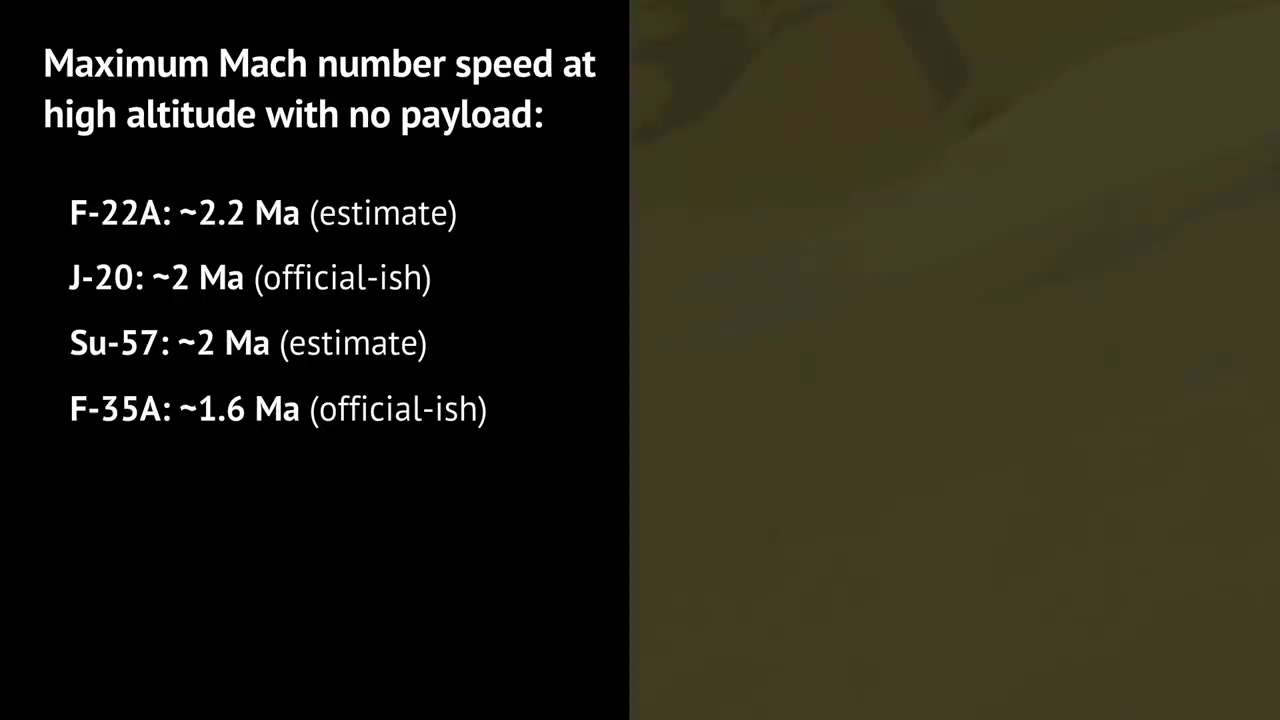 Maximum Mach number speed at
high altitude with no payload:
F-22A: ~2.2 Ma (estimate)
J-20: ~2 Ma (official-ish)
Su-57: ~2 Ma (estimate)
F-35A: ~1.6 Ma (official-ish)